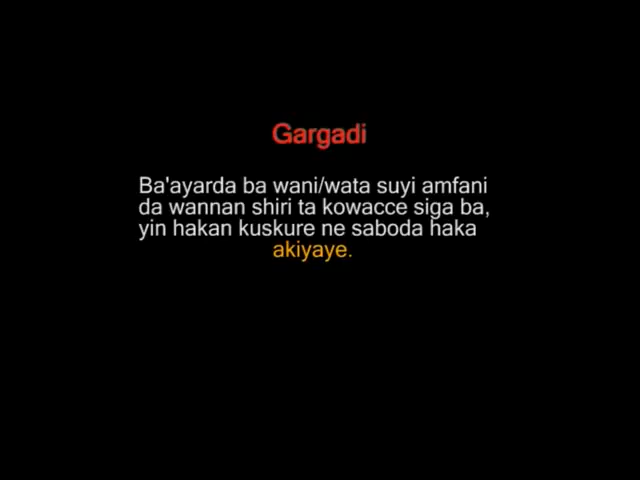 Gargadi
Ba'ayarda ba wani/wata suyi amfani
da wannan shiri ta kowacce siga ba,
yin hakan kuskure ne saboda haka
akiyaye.